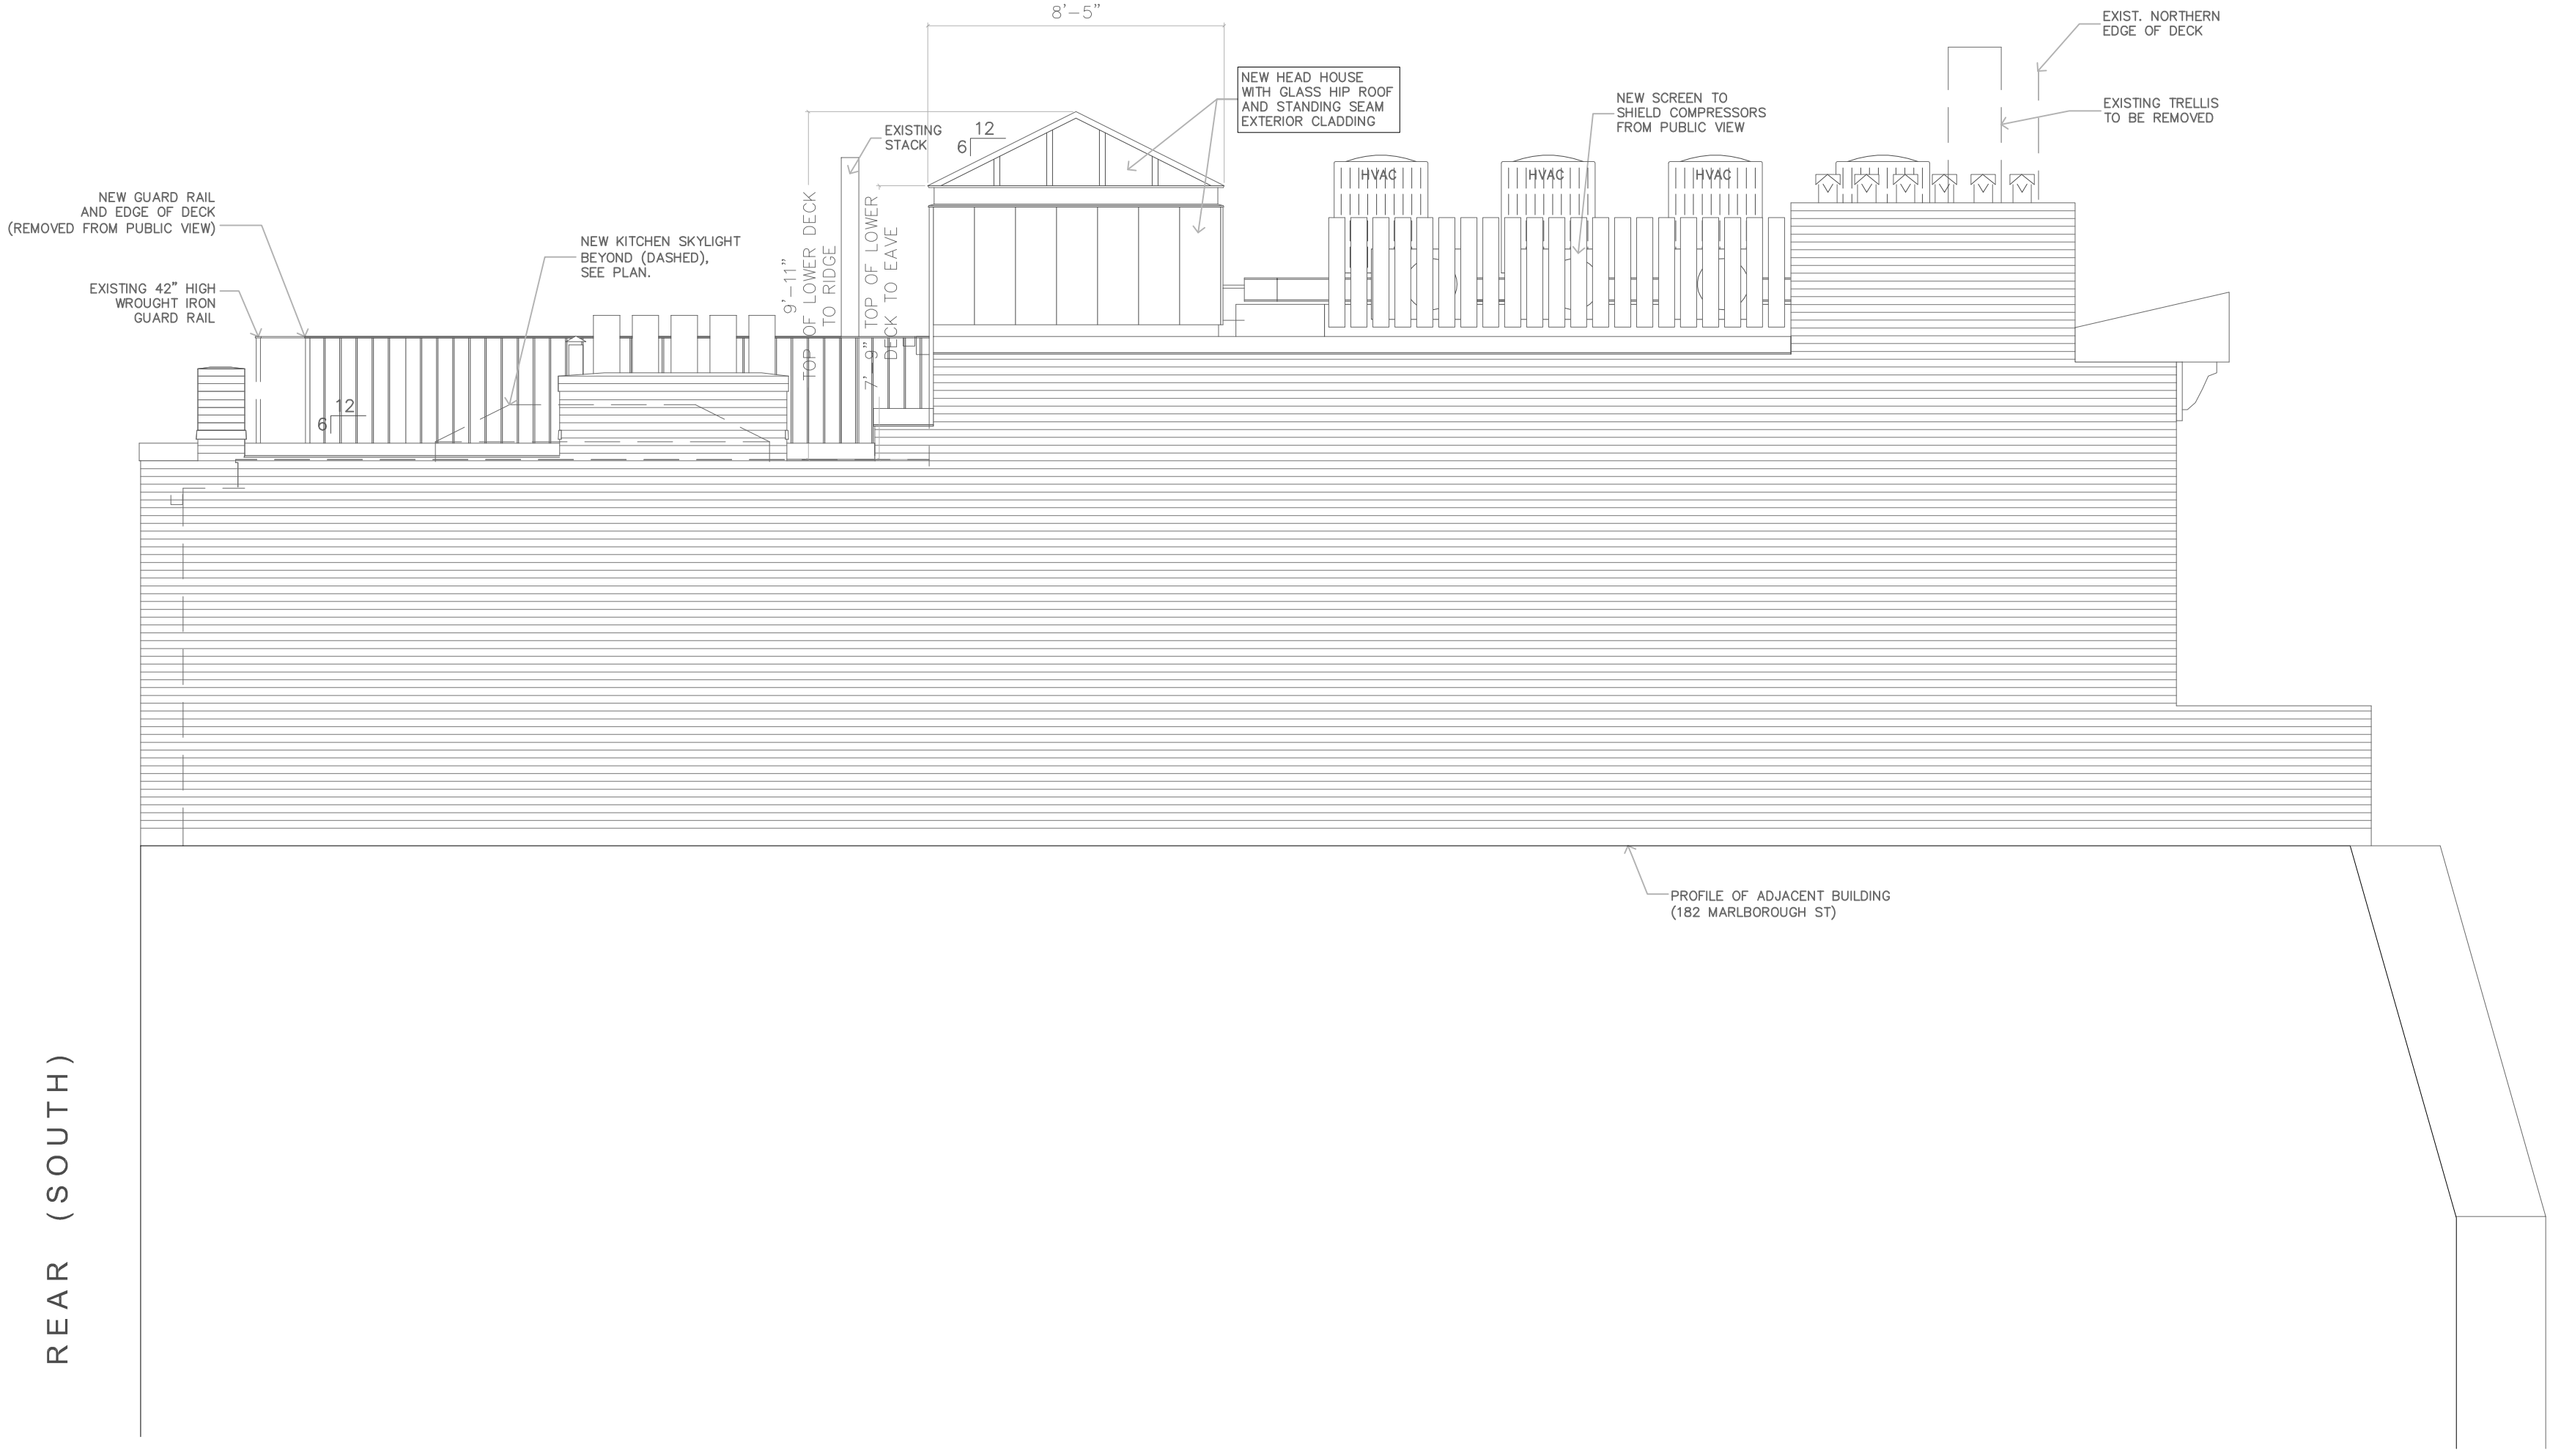 8'-5"
EXIST. NORTHERN
EDGE OF DECK
NEW HEAD HOUSE
WITH GLASS HIP ROOF
AND STANDING SEAM
EXTERIOR CLADDING
NEW SCREEN TO
SHIELD COMPRESSORS
FROM PUBLIC VIEW
EXISTING TRELLIS
TO BE REMOVED
EXISTING
STACK
12
6
HVAC
HVAC
HVAC
NEW GUARD RAIL
AND EDGE OF DECK
(REMOVED FROM PUBLIC VIEW)
NEW KITCHEN SKYLIGHT
BEYOND (DASHED),
SEE PLAN.
9'-11"
TOP OF LOWER DECK
TO RIDGE
7'-9" TOP OF LOWER
DECK TO EAVE
EXISTING 42" HIGH
WROUGHT IRON
GUARD RAIL
12
6
PROFILE OF ADJACENT BUILDING
(182 MARLBOROUGH ST)
REAR (SOUTH)